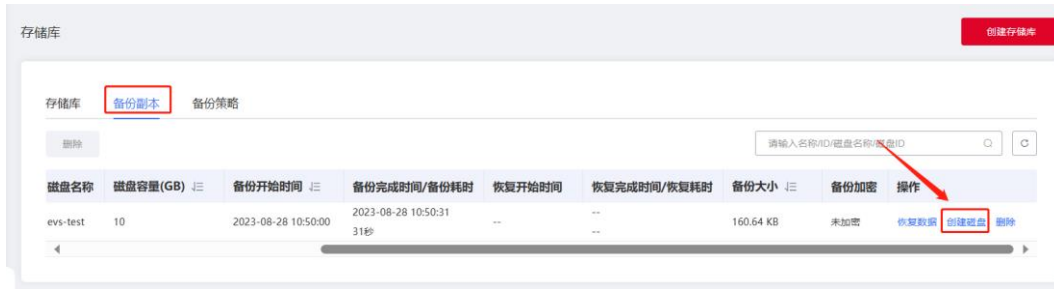 存储库
创建存储库
存储库 备份副本 备份策略
删除
请输入名称/ID/磁盘名称/磁盘ID
磁盘名称 磁盘容量(GB) 备份开始时间 备份完成时间/备份耗时 恢复开始时间 恢复完成时间/恢复耗时 备份大小 备份加密 操作
evs-test 10 2023-08-28 10:50:00 2023-08-28 10:50:31 -- -- 160.64 KB 未加密 恢复数据 创建磁盘 删除
31秒 --